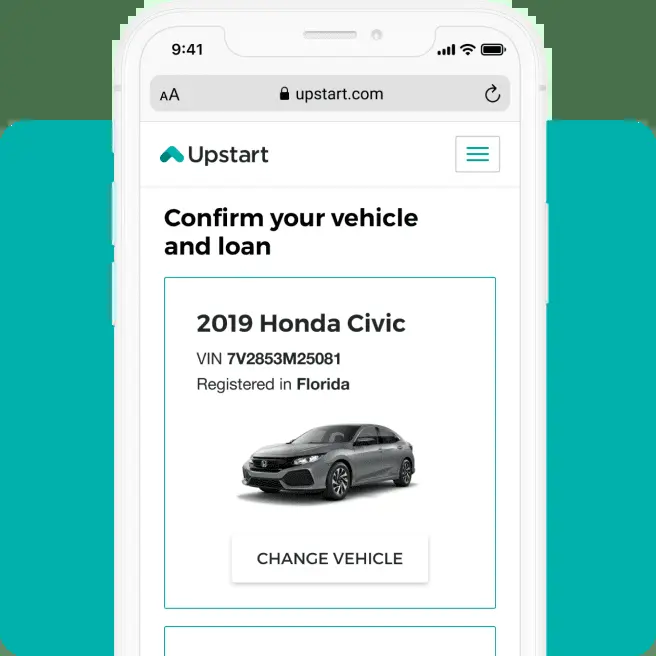 9:41
AA upstart.com
Upstart
Confirm your vehicle
and loan
2019 Honda Civic
VIN 7V2853M25081
Registered in Florida
CHANGE VEHICLE